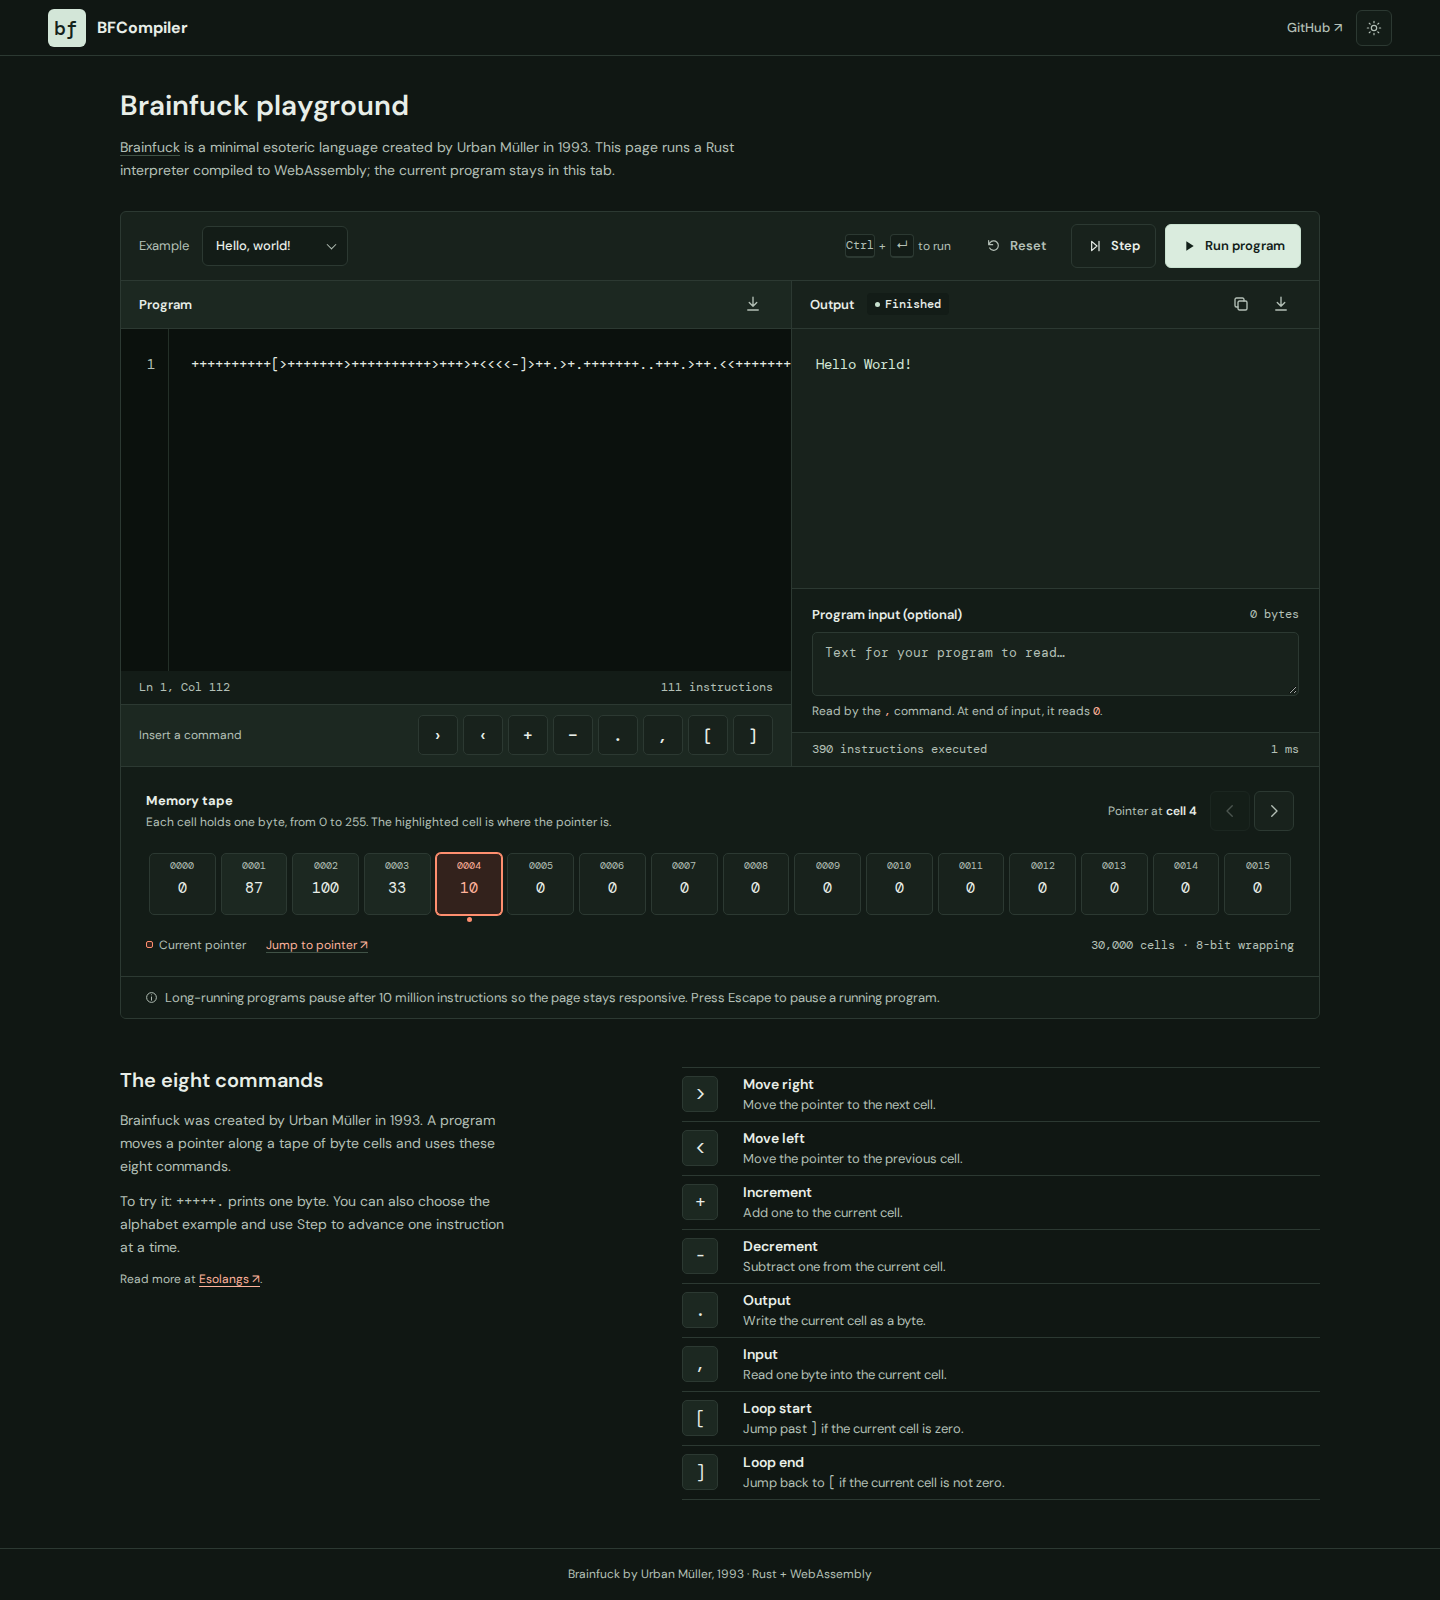 bf BFCompiler
GitHub ↗
Brainfuck playground
Brainfuck is a minimal esoteric language created by Urban Müller in 1993. This page runs a Rust
interpreter compiled to WebAssembly; the current program stays in this tab.
Example Hello, world! Ctrl + ↵ to run Reset Step Run program
Program
1 ++++++++++[>+++++++>++++++++++>+++>+<<<<-]>++.>+.+++++++..+++.>++.<<+++++++
Ln 1, Col 112 111 instructions
Insert a command › ‹ + − . , [ ]
Output • Finished
Hello World!
Program input (optional) 0 bytes
Text for your program to read…
Read by the , command. At end of input, it reads 0.
390 instructions executed 1 ms
Memory tape
Each cell holds one byte, from 0 to 255. The highlighted cell is where the pointer is.
Pointer at cell 4
0000 0001 0002 0003 0004 0005 0006 0007 0008 0009 0010 0011 0012 0013 0014 0015
0 87 100 33 10 0 0 0 0 0 0 0 0 0 0 0
Current pointer Jump to pointer ↗ 30,000 cells · 8-bit wrapping
Long-running programs pause after 10 million instructions so the page stays responsive. Press Escape to pause a running program.
The eight commands
Brainfuck was created by Urban Müller in 1993. A program
moves a pointer along a tape of byte cells and uses these
eight commands.
To try it: +++++. prints one byte. You can also choose the
alphabet example and use Step to advance one instruction
at a time.
Read more at Esolangs ↗.
> Move right
Move the pointer to the next cell.
< Move left
Move the pointer to the previous cell.
+ Increment
Add one to the current cell.
- Decrement
Subtract one from the current cell.
. Output
Write the current cell as a byte.
, Input
Read one byte into the current cell.
[ Loop start
Jump past ] if the current cell is zero.
] Loop end
Jump back to [ if the current cell is not zero.
Brainfuck by Urban Müller, 1993 · Rust + WebAssembly